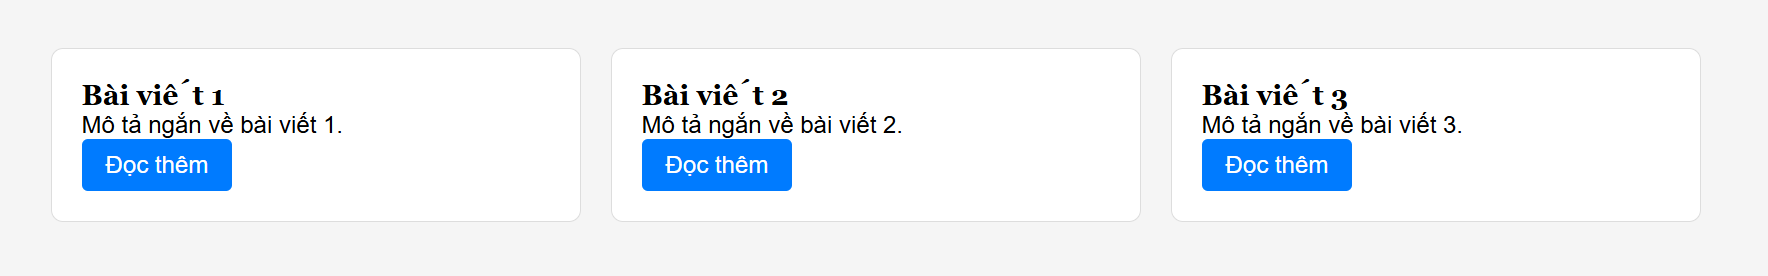 Bài viết 1
Mô tả ngắn về bài viết 1.
Đọc thêm
Bài viết 2
Mô tả ngắn về bài viết 2.
Đọc thêm
Bài viết 3
Mô tả ngắn về bài viết 3.
Đọc thêm